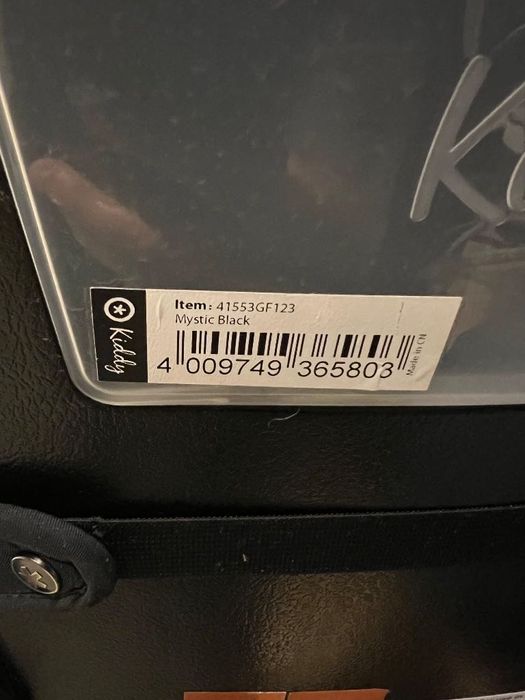 Kiddy
Item: 41553GF123
Mystic Black
4 009749 365803
Made in CN